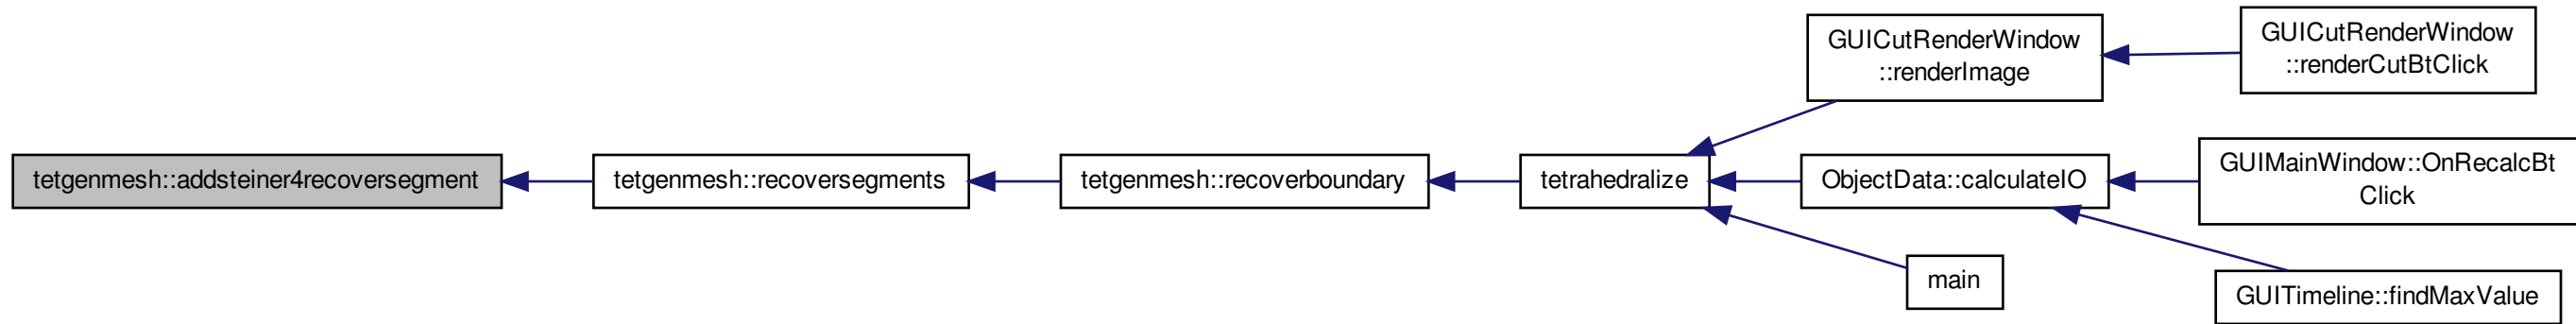 tetgenmesh::addsteiner4recoversegment
tetgenmesh::recoversegments
tetgenmesh::recoverboundary
tetrahedralize
GUICutRenderWindow
::renderImage
GUICutRenderWindow
::renderCutBtClick
ObjectData::calculateIO
GUIMainWindow::OnRecalcBt
Click
GUITimeline::findMaxValue
main